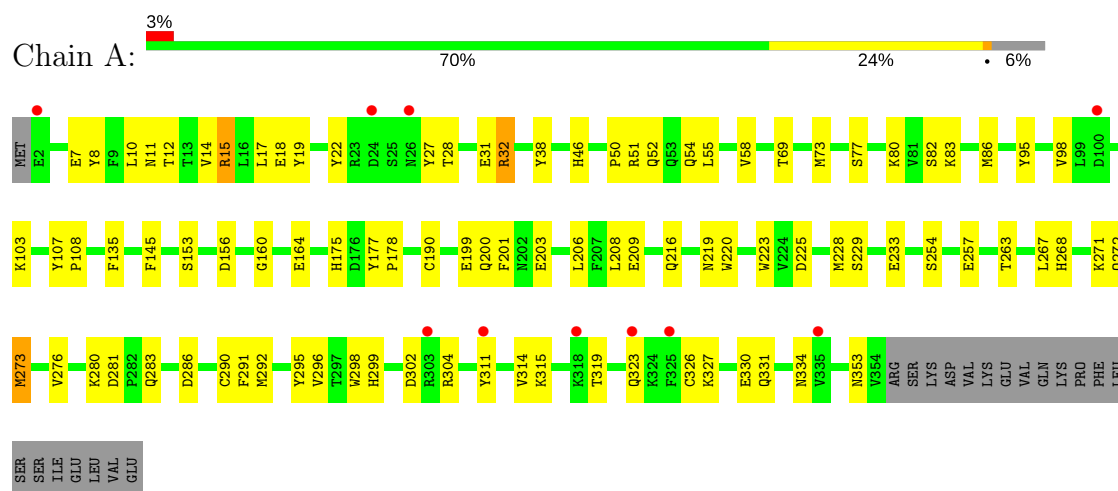 3%
Chain A:
70% 24% • 6%
MET E2 E7 Y8 F9 L10 N11 T12 T13 V14 R15 L16 L17 E18 Y19 Y22 R23 D24 S25 N26 Y27 T28 E31 R32 Y38 H46 P50 R51 Q52 Q53 Q54 L55 V58 T69 M73 S77 K80 V81 S82 K83 M86 Y95 V98 L99 D100
K103 Y107 P108 F135 F145 S153 D156 G160 E164 H175 D176 Y177 P178 C190 E199 Q200 F201 N202 E203 L206 F207 L208 E209 Q216 N219 W220 W223 V224 D225 M228 S229 E233 S254 E257 T263 L267 H268 K271
M273 V276 K280 D281 P282 Q283 D286 C290 F291 M292 Y295 V296 T297 W298 H299 D302 R303 R304 Y311 V314 K315 K318 T319 Q323 K324 F325 C326 K327 E330 Q331 N334 V335 N353 V354 ARG SER LYS ASP VAL LYS GLU VAL GLN LYS PRO PHE LEU
SER SER ILE GLU LEU VAL GLU